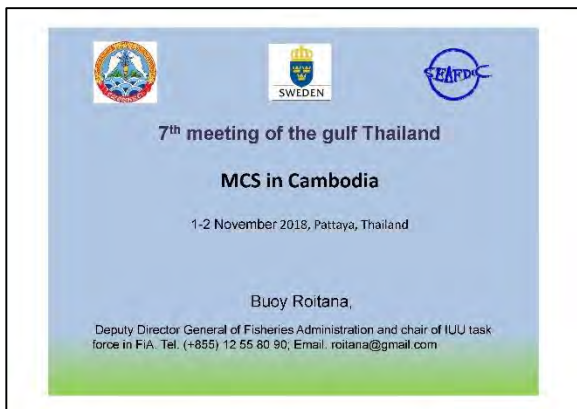 SWEDEN
SEAFDEC
7th meeting of the gulf Thailand
MCS in Cambodia
1-2 November 2018, Pattaya, Thailand
Buoy Roitana,
Deputy Director General of Fisheries Administration and chair of IUU task
force in FiA. Tel. (+855) 12 55 80 90; Email. roitana@gmail.com